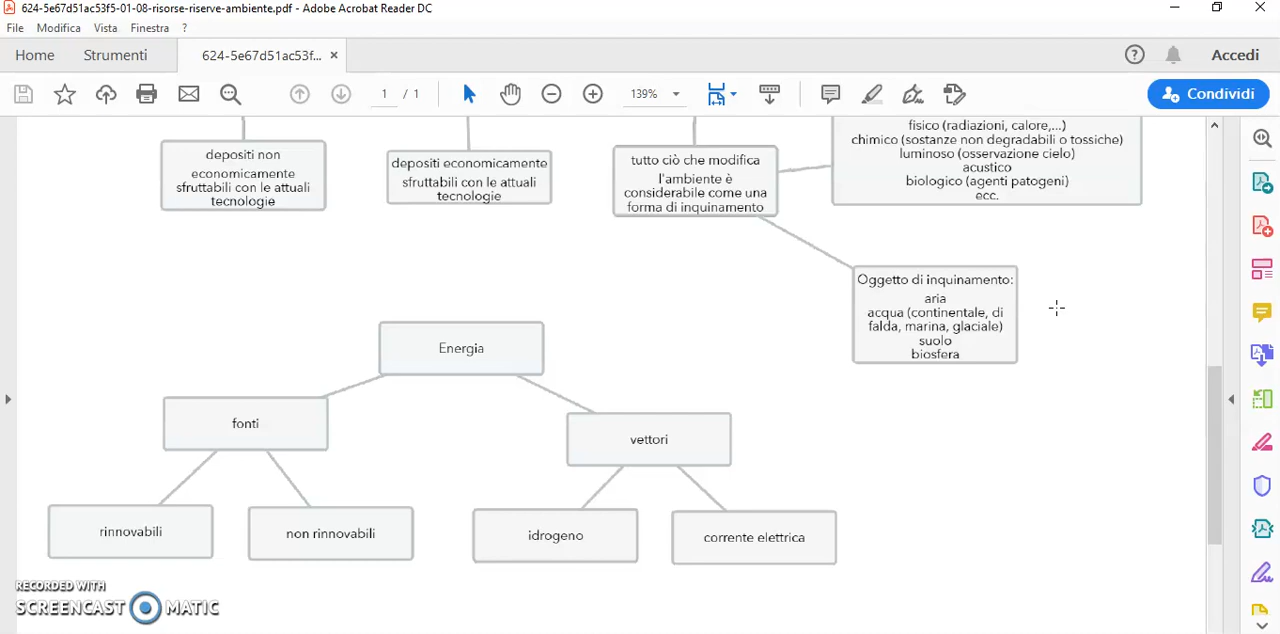 624-5e67d51ac53f5-01-08-risorse-riserve-ambiente.pdf - Adobe Acrobat Reader DC
File Modifica Vista Finestra ?
Home Strumenti 624-5e67d51ac53f... × Accedi
1 / 1 139% Condividi
depositi non
economicamente
sfruttabili con le attuali
tecnologie
depositi economicamente
sfruttabili con le attuali
tecnologie
tutto ciò che modifica
l'ambiente è
considerabile come una
forma di inquinamento
fisico (radiazioni, calore,...)
chimico (sostanze non degradabili o tossiche)
luminoso (osservazione cielo)
acustico
biologico (agenti patogeni)
ecc.
Oggetto di inquinamento:
aria
acqua (continentale, di
falda, marina, glaciale)
suolo
biosfera
Energia
fonti
vettori
rinnovabili
non rinnovabili
idrogeno
corrente elettrica
RECORDED WITH
SCREENCAST MATIC